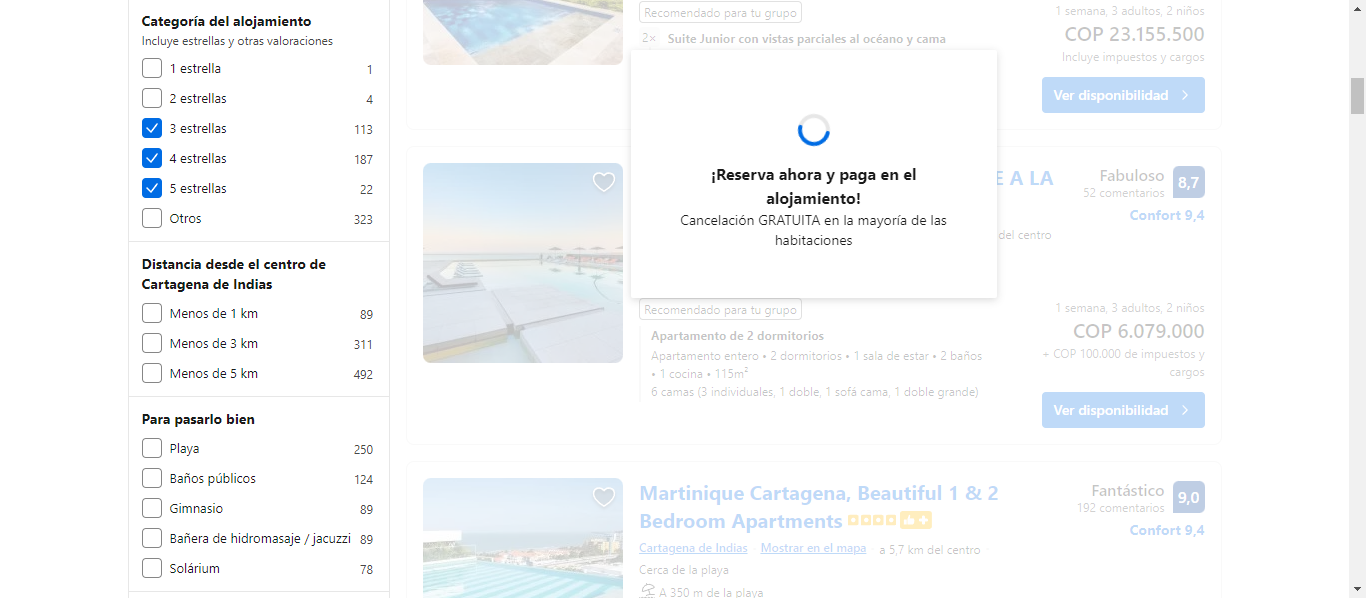 Categoría del alojamiento
Incluye estrellas y otras valoraciones
1 estrella 1
2 estrellas 4
3 estrellas 113
4 estrellas 187
5 estrellas 22
Otros 323
Distancia desde el centro de
Cartagena de Indias
Menos de 1 km 89
Menos de 3 km 311
Menos de 5 km 492
Para pasarlo bien
Playa 250
Baños públicos 124
Gimnasio 89
Bañera de hidromasaje / jacuzzi 89
Solárium 78
Recomendado para tu grupo
2× Suite Junior con vistas parciales al océano y cama
1 semana, 3 adultos, 2 niños
COP 23.155.500
Incluye impuestos y cargos
Ver disponibilidad
¡Reserva ahora y paga en el
alojamiento!
Cancelación GRATUITA en la mayoría de las
habitaciones
E A LA
del centro
Fabuloso 8,7
52 comentarios
Confort 9,4
Recomendado para tu grupo
Apartamento de 2 dormitorios
Apartamento entero • 2 dormitorios • 1 sala de estar • 2 baños
• 1 cocina • 115m²
6 camas (3 individuales, 1 doble, 1 sofá cama, 1 doble grande)
1 semana, 3 adultos, 2 niños
COP 6.079.000
+ COP 100.000 de impuestos y
cargos
Ver disponibilidad
Martinique Cartagena, Beautiful 1 & 2
Bedroom Apartments
Cartagena de Indias Mostrar en el mapa a 5,7 km del centro
Cerca de la playa
A 350 m de la playa
Fantástico 9,0
192 comentarios
Confort 9,4